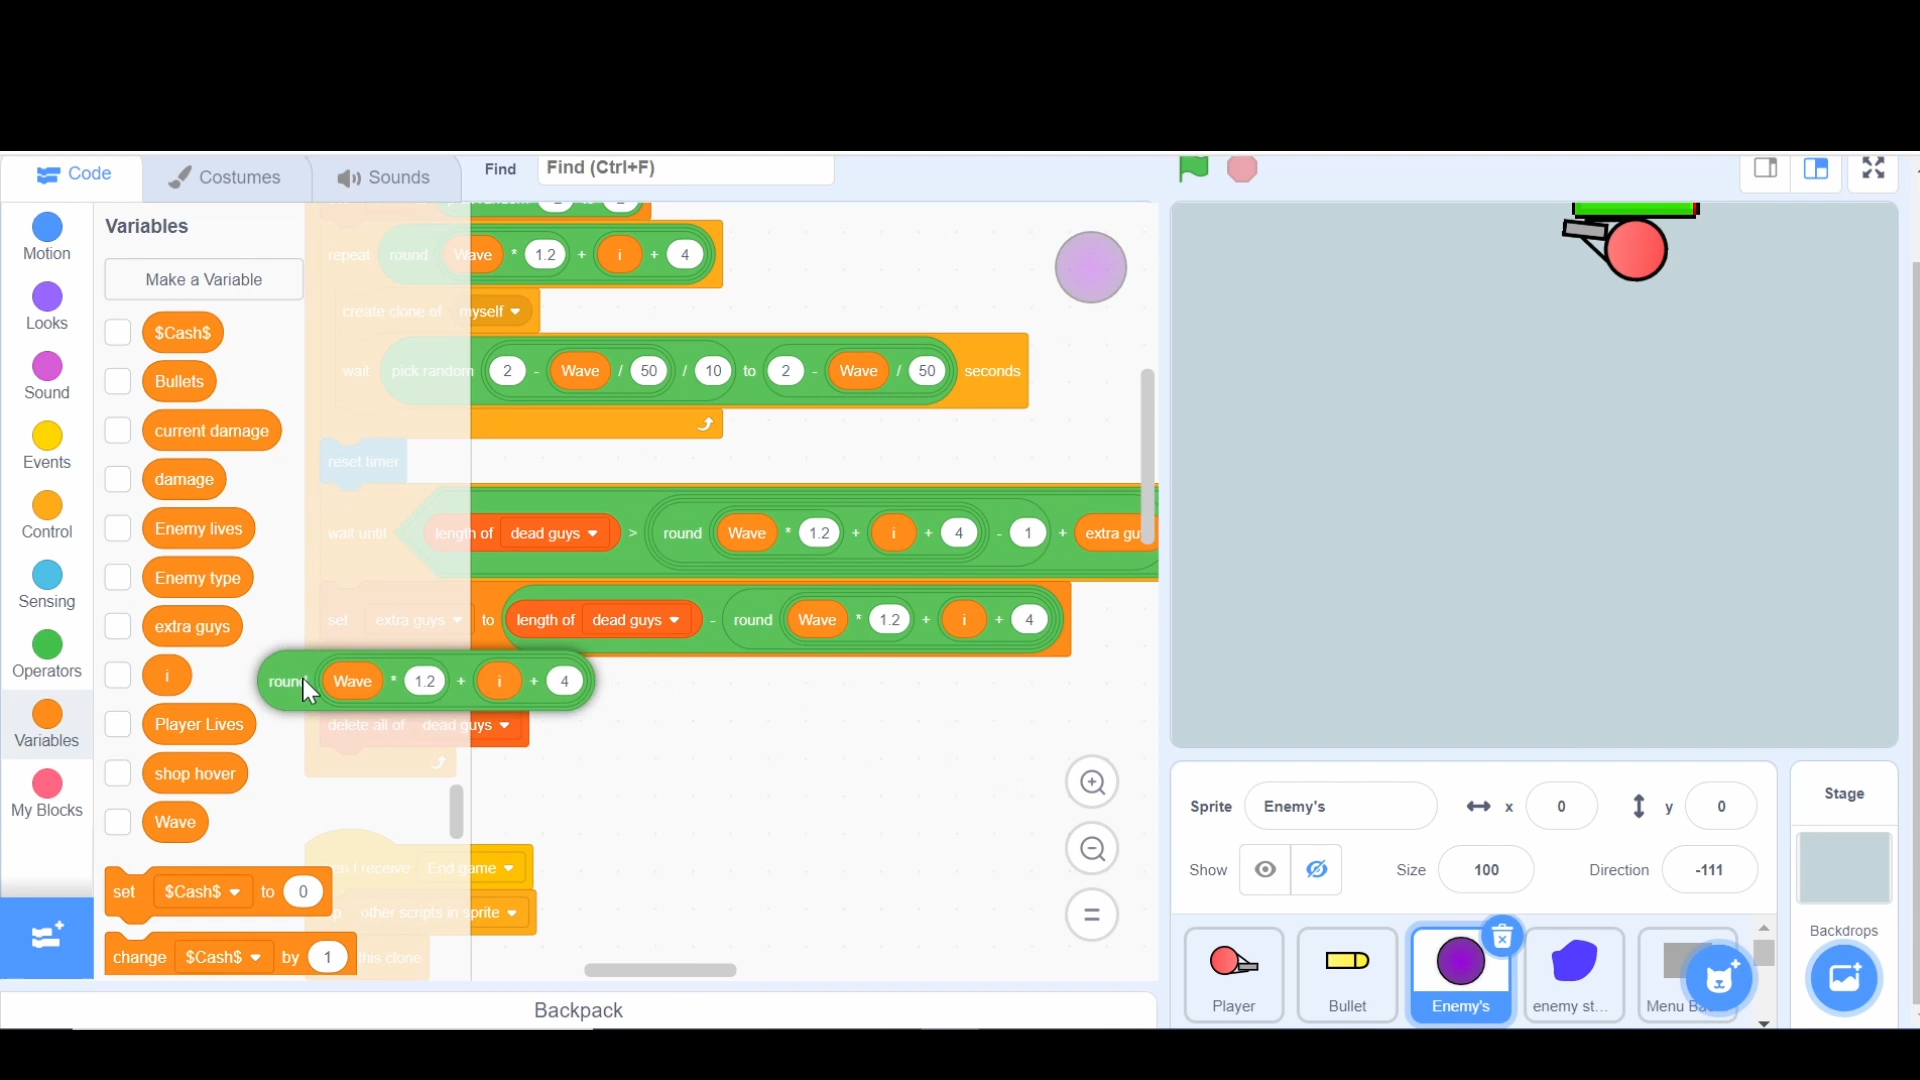 Code
Costumes
Sounds
Find
Find (Ctrl+F)
Motion
Looks
Sound
Events
Control
Sensing
Operators
Variables
My Blocks
Variables
Make a Variable
$Cash$
Bullets
current damage
damage
Enemy lives
Enemy type
extra guys
i
Player Lives
shop hover
Wave
set $Cash$ to 0
change $Cash$ by 1
repeat round Wave * 1.2 + i + 4
create clone of myself
wait pick random 2 - Wave / 50 / 10 to 2 - Wave / 50 seconds
reset timer
wait until length of dead guys > round Wave * 1.2 + i + 4 - 1 + extra gu
set extra guys to length of dead guys - round Wave * 1.2 + i + 4
round Wave * 1.2 + i + 4
delete all of dead guys
receive End game
other scripts in sprite
this clone
Backpack
Sprite Enemy's x 0 y 0
Show Size 100 Direction -111
Player
Bullet
Enemy's
enemy st...
Menu Ba
Stage
Backdrops